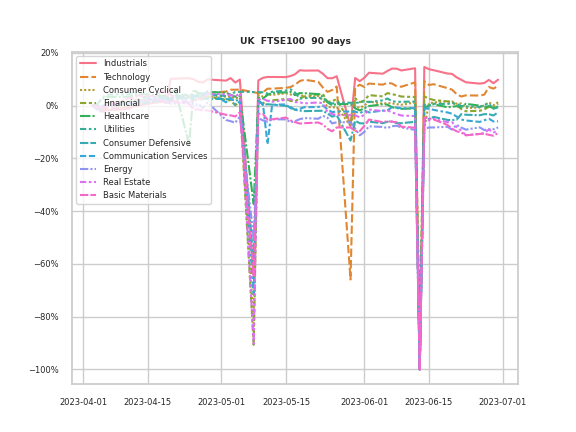 UK FTSE100 90 days
20%
0%
−20%
−40%
−60%
−80%
−100%
Industrials
Technology
Consumer Cyclical
Financial
Healthcare
Utilities
Consumer Defensive
Communication Services
Energy
Real Estate
Basic Materials
2023-04-01 2023-04-15 2023-05-01 2023-05-15 2023-06-01 2023-06-15 2023-07-01